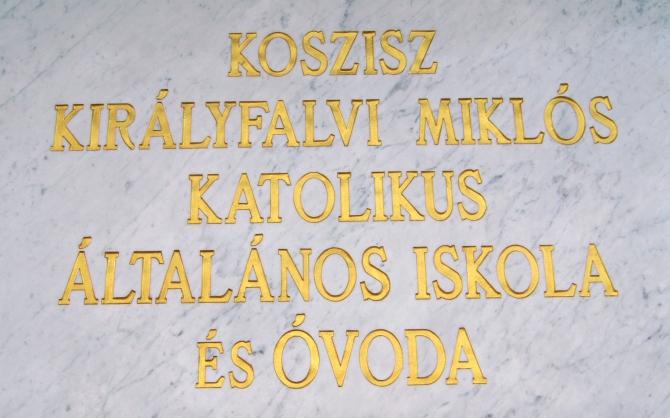 KOSZISZ
KIRÁLYFALVI MIKLÓS
KATOLIKUS
ÁLTALÁNOS ISKOLA
ÉS ÓVODA